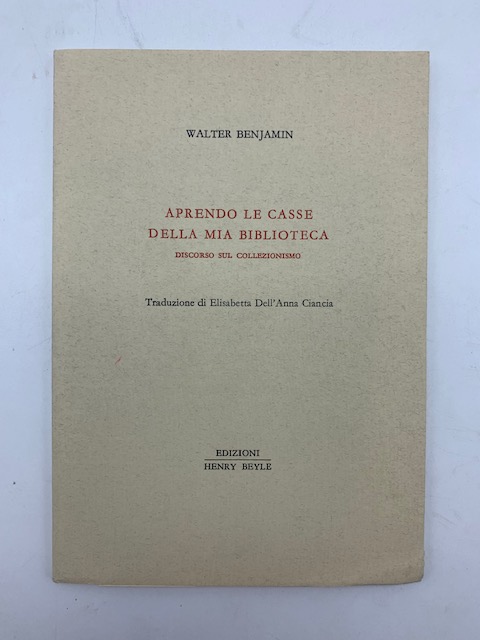 WALTER BENJAMIN
APRENDO LE CASSE
DELLA MIA BIBLIOTECA
DISCORSO SUL COLLEZIONISMO
Traduzione di Elisabetta Dell'Anna Ciancia
EDIZIONI
HENRY BEYLE